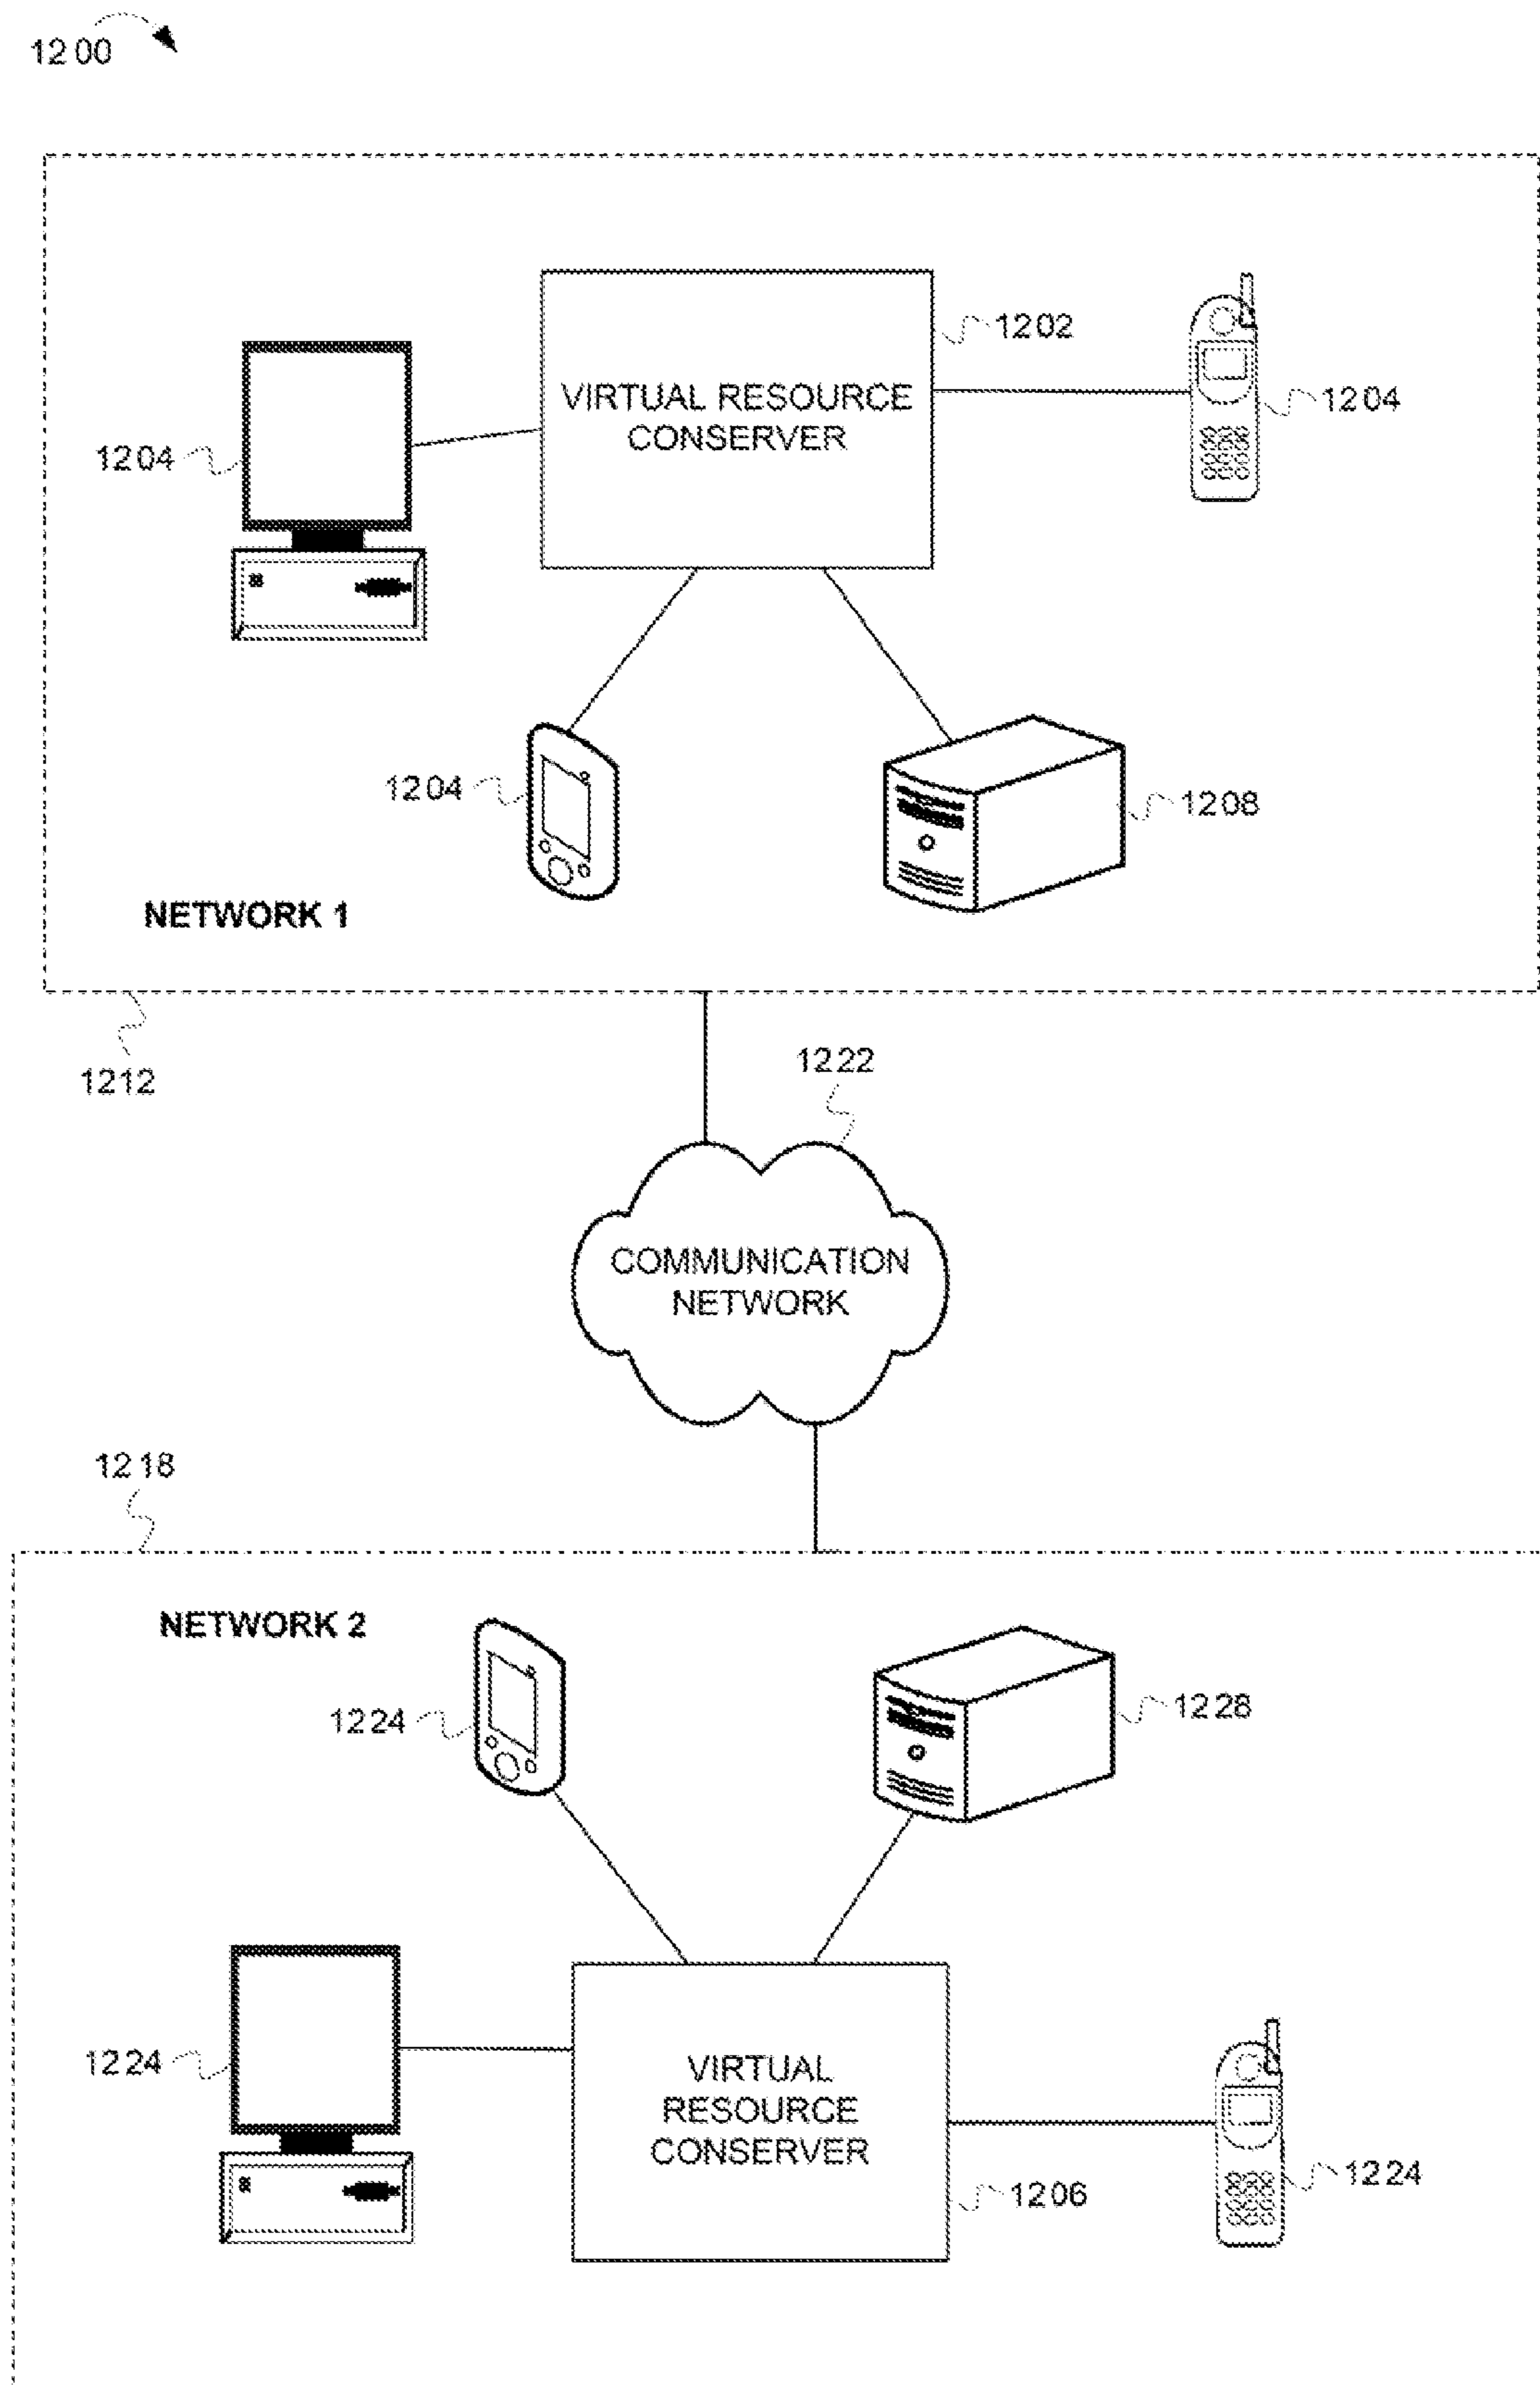 1200
1202
VIRTUAL RESOURCE
CONSERVER
1204
1204
1204
1208
NETWORK 1
1212
1222
COMMUNICATION
NETWORK
1218
NETWORK 2
1224
1228
1224
VIRTUAL
RESOURCE
CONSERVER
1206
1224